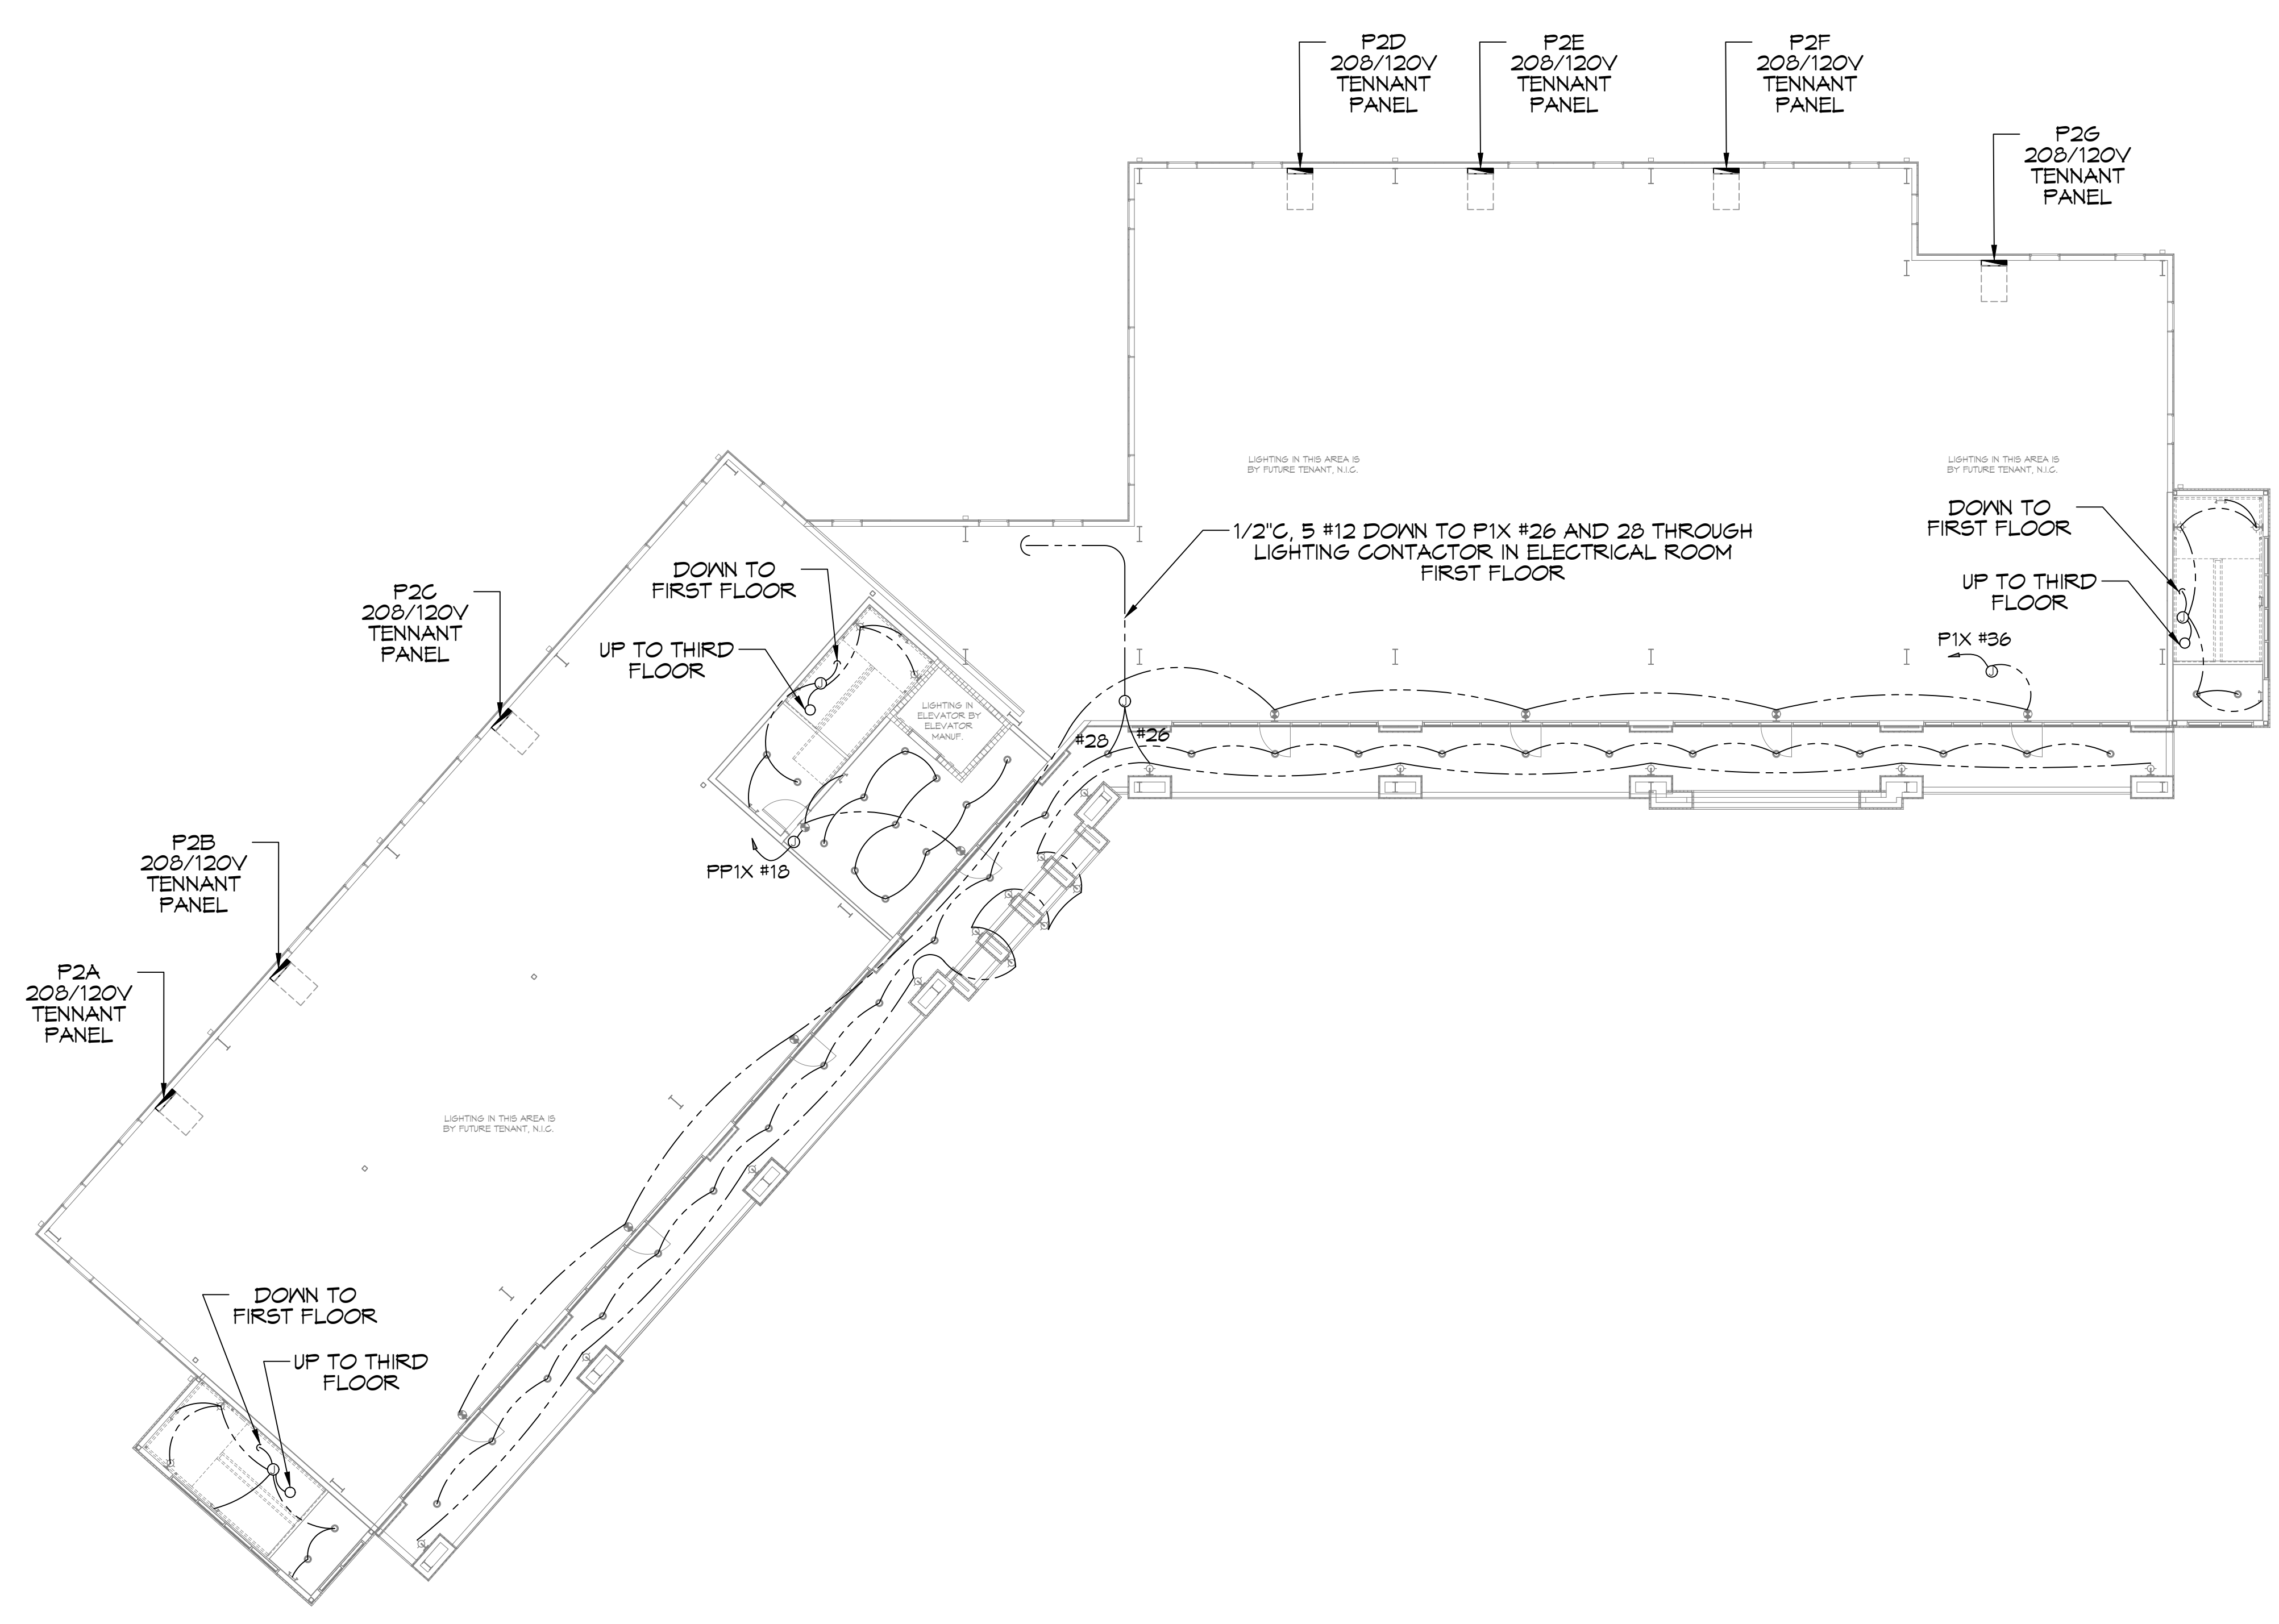 P2D
208/120V
TENNANT
PANEL
P2E
208/120V
TENNANT
PANEL
P2F
208/120V
TENNANT
PANEL
P2G
208/120V
TENNANT
PANEL
LIGHTING IN THIS AREA IS
BY FUTURE TENANT, N.I.C.
LIGHTING IN THIS AREA IS
BY FUTURE TENANT, N.I.C.
DOWN TO
FIRST FLOOR
UP TO THIRD
FLOOR
P1X #36
1/2"C, 5 #12 DOWN TO P1X #26 AND 28 THROUGH
LIGHTING CONTACTOR IN ELECTRICAL ROOM
FIRST FLOOR
DOWN TO
FIRST FLOOR
UP TO THIRD
FLOOR
P2C
208/120V
TENNANT
PANEL
LIGHTING IN
ELEVATOR BY
ELEVATOR
MANUF.
#28
#26
J
J
J
J
J
J
PP1X #18
P2B
208/120V
TENNANT
PANEL
P2A
208/120V
TENNANT
PANEL
LIGHTING IN THIS AREA IS
BY FUTURE TENANT, N.I.C.
DOWN TO
FIRST FLOOR
UP TO THIRD
FLOOR